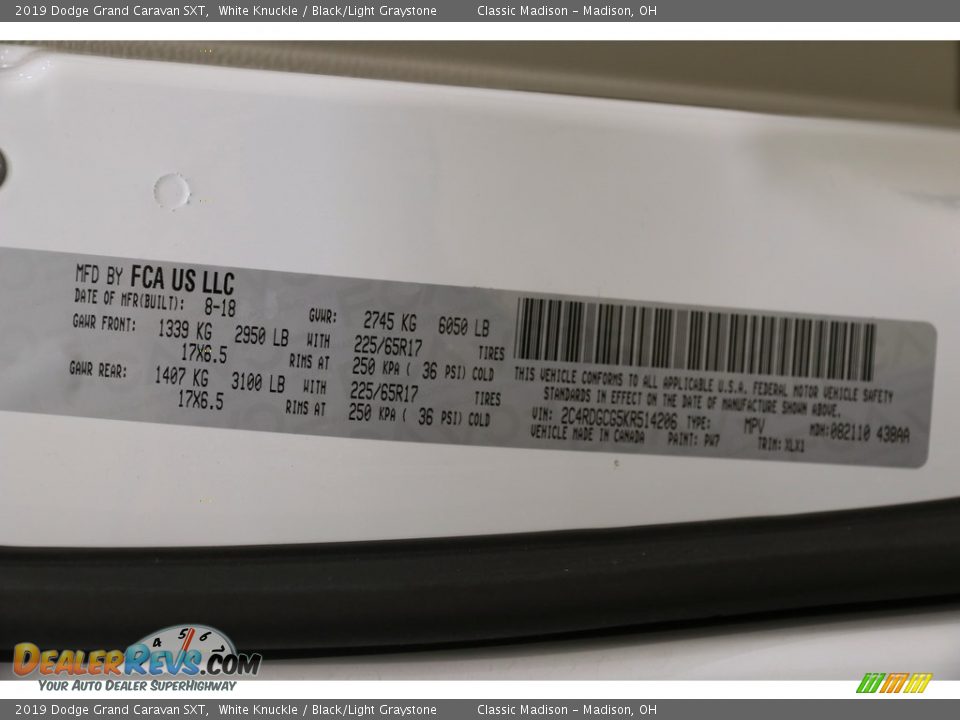 2019 Dodge Grand Caravan SXT, White Knuckle / Black/Light Graystone Classic Madison - Madison, OH
MFD BY FCA US LLC
DATE OF MFR(BUILT): 8-18 GVWR: 2745 KG 6050 LB
GAWR FRONT: 1339 KG 2950 LB WITH 225/65R17 TIRES
17X6.5 RIMS AT 250 KPA ( 36 PSI) COLD
GAWR REAR: 1407 KG 3100 LB WITH 225/65R17 TIRES
17X6.5 RIMS AT 250 KPA ( 36 PSI) COLD
THIS VEHICLE CONFORMS TO ALL APPLICABLE U.S.A. FEDERAL MOTOR VEHICLE SAFETY
STANDARDS IN EFFECT ON THE DATE OF MANUFACTURE SHOWN ABOVE.
VIN: 2C4RDGCG5KR514206 TYPE: MPV MDH:082110 438AA
VEHICLE MADE IN CANADA PAINT: PW7 TRIM: XLX1
4 5 6
DEALERREVS.COM
YOUR AUTO DEALER SUPERHIGHWAY
2019 Dodge Grand Caravan SXT, White Knuckle / Black/Light Graystone Classic Madison - Madison, OH